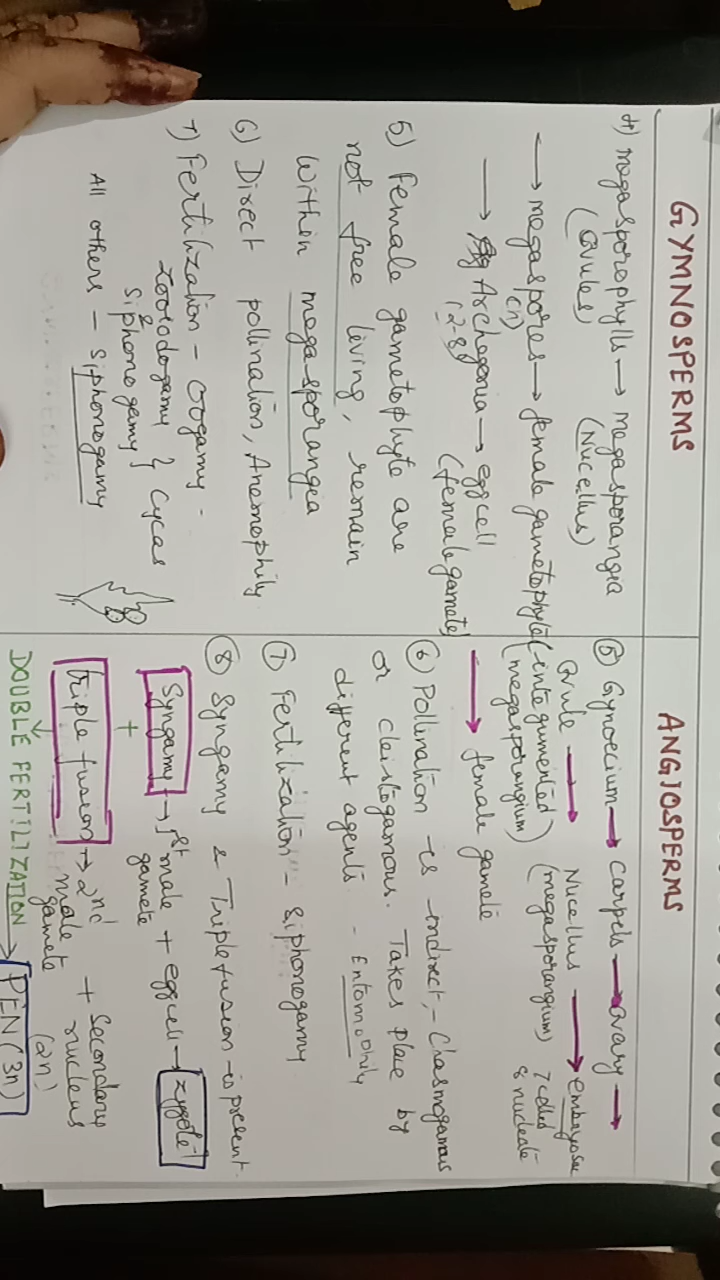 GYMNOSPERMS
4) Megasporophylls → Megasporangia
(Ovules) (Nucellus)
→ megaspores → female gametophyte
(n)
→ Archegonia → egg cell
(2-8) (female gamete)
5) Female gametophyte are
not free living, remain
within megasporangia
6) Direct pollination, Anemophily.
7) Fertilization - Oogamy -
Zooidogamy } Cycas
&
Siphonogamy
All others - Siphonogamy
ANGIOSPERMS
5 Gynoecium → Carpels → ovary →
Ovule → Nucellus → embryosac
(integumented (megasporangium) 7 celled
megasporangium) 8 nucleate
→ female gamete
6 Pollination is indirect, - Chasmogamous
or cleistogamous. Takes place by
different agents - Entomophily
7 Fertilization - Siphonogamy
8 Syngamy & Triple fusion is present.
Syngamy → 1st male + egg cell → zygote
gamete
+
Triple fusion → 2nd + Secondary
male nucleus
gamete (2n)
DOUBLE FERTILIZATION → PEN (3n)